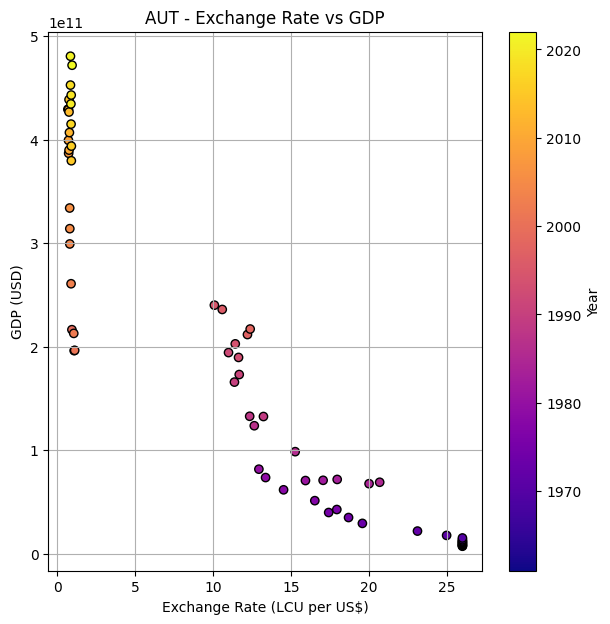 AUT - Exchange Rate vs GDP
1e11
5
4
3
2
1
0
GDP (USD)
0 5 10 15 20 25
Exchange Rate (LCU per US$)
2020
2010
2000
1990
1980
1970
Year